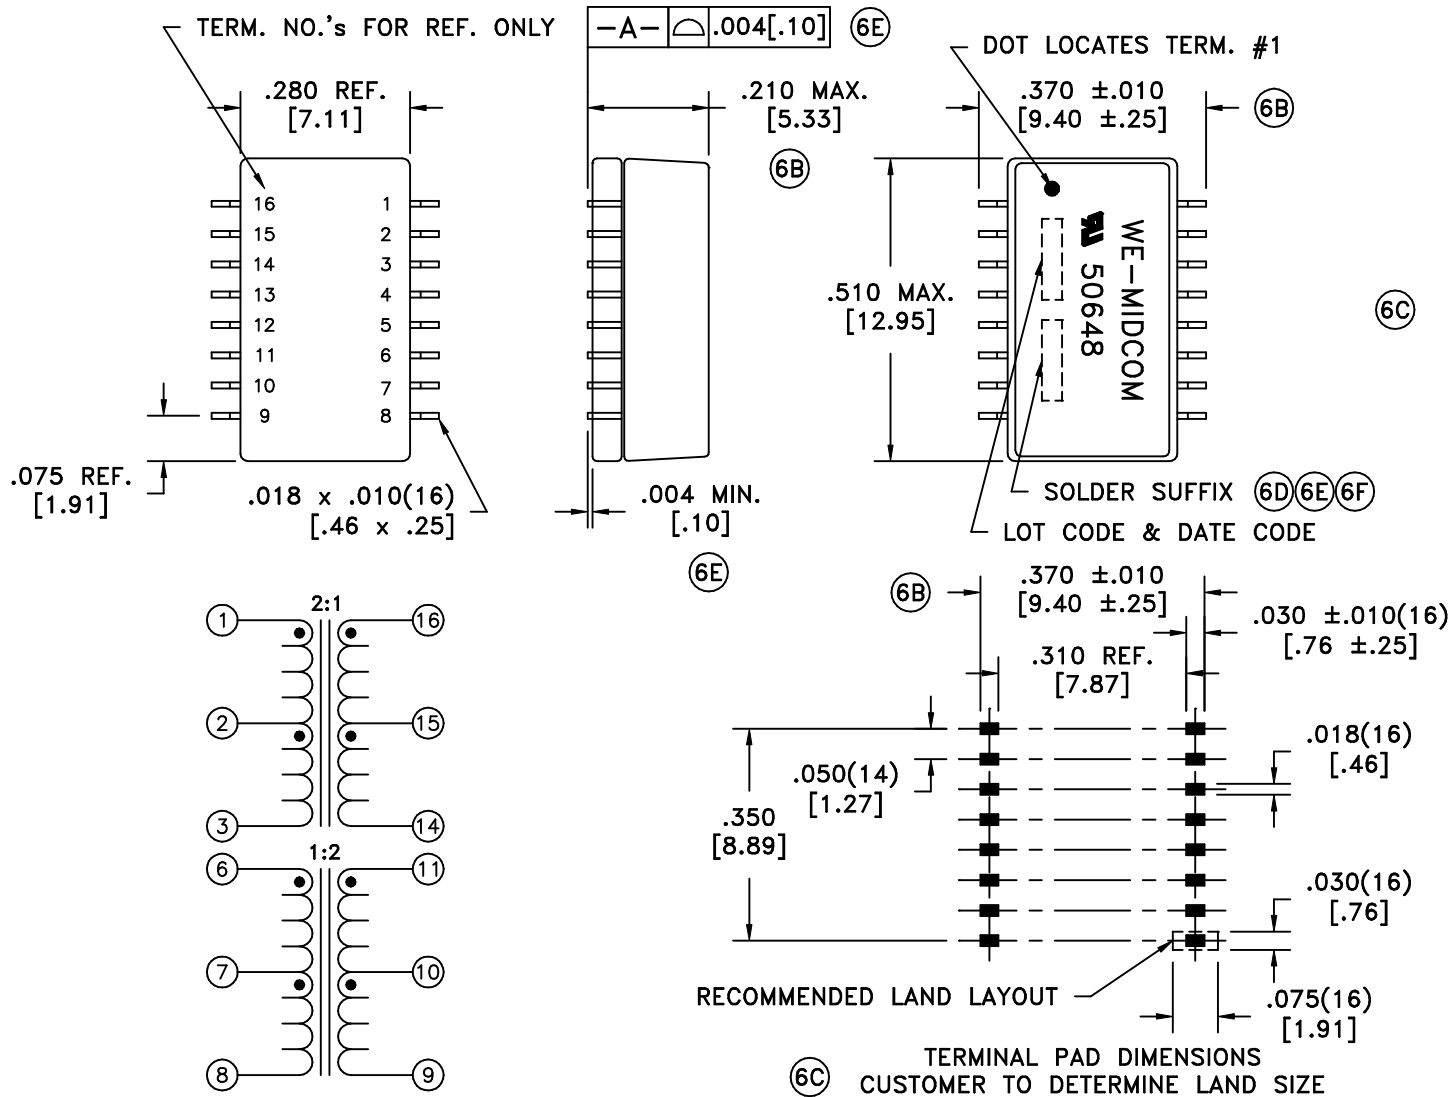 TERM. NO.'s FOR REF. ONLY
-A- .004[.10] 6E
DOT LOCATES TERM. #1
.280 REF.
[7.11]
.210 MAX.
[5.33]
6B
.370 ±.010
[9.40 ±.25]
6B
16 1
15 2
14 3
13 4
12 5
11 6
10 7
9 8
.075 REF.
[1.91]
.018 x .010(16)
[.46 x .25]
.004 MIN.
[.10]
6E
.510 MAX.
[12.95]
WE-MIDCOM
50648
6C
SOLDER SUFFIX 6D 6E 6F
LOT CODE & DATE CODE
2:1
1 16
2 15
3 14
1:2
6 11
7 10
8 9
6B
.370 ±.010
[9.40 ±.25]
.030 ±.010(16)
[.76 ±.25]
.310 REF.
[7.87]
.050(14)
[1.27]
.018(16)
[.46]
.350
[8.89]
.030(16)
[.76]
RECOMMENDED LAND LAYOUT
.075(16)
[1.91]
6C
TERMINAL PAD DIMENSIONS
CUSTOMER TO DETERMINE LAND SIZE